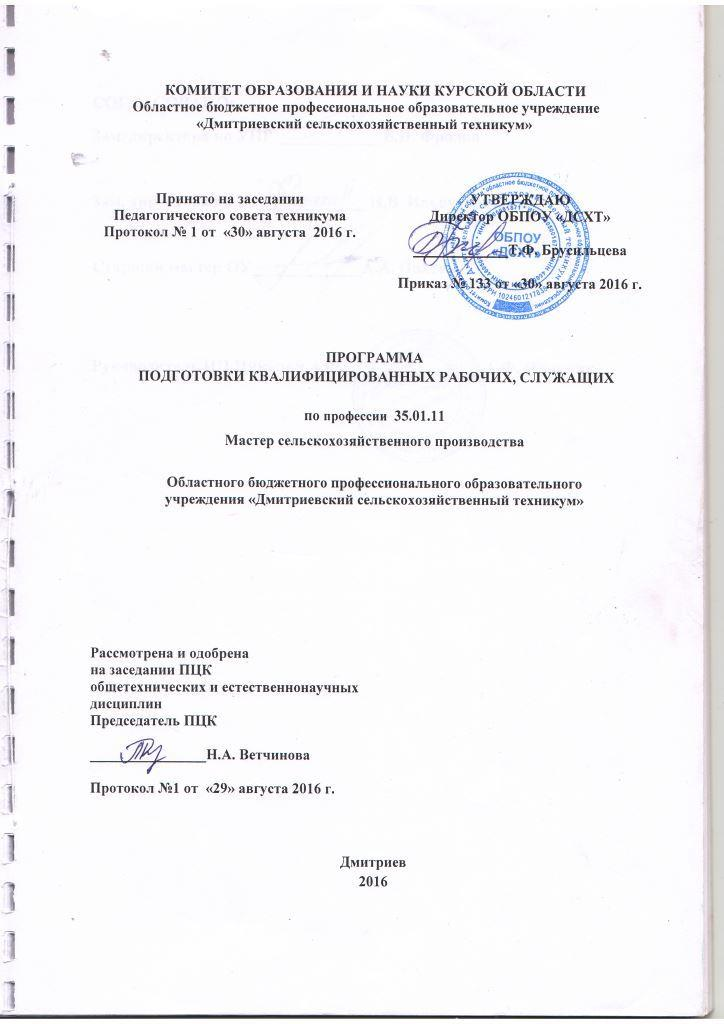 КОМИТЕТ ОБРАЗОВАНИЯ И НАУКИ КУРСКОЙ ОБЛАСТИ
Областное бюджетное профессиональное образовательное учреждение
«Дмитриевский сельскохозяйственный техникум»
Принято на заседании
Педагогического совета техникума
Протокол № 1 от «30» августа 2016 г.
УТВЕРЖДАЮ
Директор ОБПОУ «ДСХТ»
Т.Ф. Брусильцева
Приказ № 133 от «30» августа 2016 г.
ОБПОУ
«ДСХТ»
ПРОГРАММА
ПОДГОТОВКИ КВАЛИФИЦИРОВАННЫХ РАБОЧИХ, СЛУЖАЩИХ
по профессии 35.01.11
Мастер сельскохозяйственного производства
Областного бюджетного профессионального образовательного
учреждения «Дмитриевский сельскохозяйственный техникум»
Рассмотрена и одобрена
на заседании ПЦК
общетехнических и естественнонаучных
дисциплин
Председатель ПЦК
Н.А. Ветчинова
Протокол №1 от «29» августа 2016 г.
Дмитриев
2016